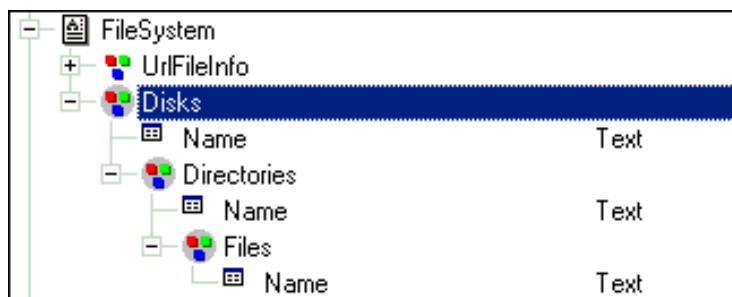 FileSystem
UrlFileInfo
Disks
Name Text
Directories
Name Text
Files
Name Text